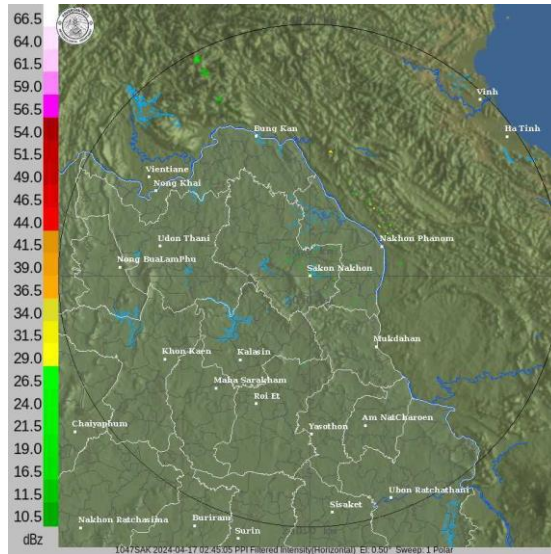 66.5
64.0
61.5
59.0
56.5
54.0
51.5
49.0
46.5
44.0
41.5
39.0
36.5
34.0
31.5
29.0
26.5
24.0
21.5
19.0
16.5
14.0
11.5
10.5
dBz
Vinh
Ha Tinh
Bung Kan
Vientiane
Nong Khai
Udon Thani
Nakhon Phanom
Nong BuaLamPhu
Sakon Nakhon
Mukdahan
Khon Kaen
Kalasin
Maha Sarakham
Roi Et
Chaiyaphum
Yasothon
Am NatCharoen
Ubon Ratchathani
Sisaket
Nakhon Ratchasima
Buriram
Surin
1047SAK 2024-04-17 02:45:05 PPI Filtered Intensity(Horizontal) El: 0.50° Sweep: 1 Polar